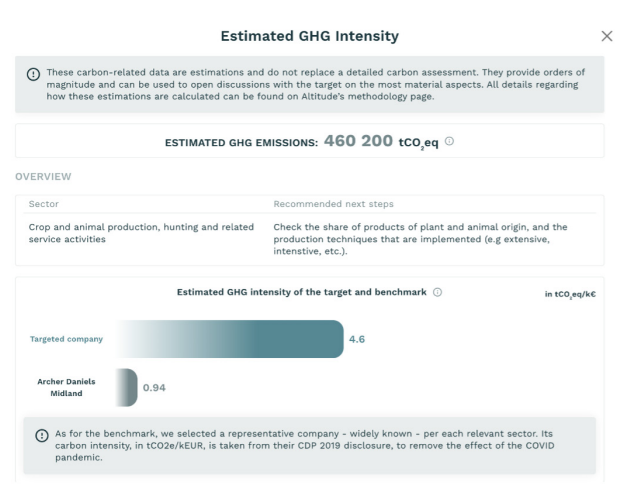 Estimated GHG Intensity
These carbon-related data are estimations and do not replace a detailed carbon assessment. They provide orders of
magnitude and can be used to open discussions with the target on the most material aspects. All details regarding
how these estimations are calculated can be found on Altitude's methodology page.
ESTIMATED GHG EMISSIONS: 460 200 tCO₂eq
OVERVIEW
Sector Recommended next steps
Crop and animal production, hunting and related Check the share of products of plant and animal origin, and the
service activities production techniques that are implemented (e.g extensive,
intenstive, etc.).
Estimated GHG intensity of the target and benchmark in tCO₂eq/k€
Targeted company 4.6
Archer Daniels
Midland 0.94
As for the benchmark, we selected a representative company - widely known - per each relevant sector. Its
carbon intensity, in tCO2e/kEUR, is taken from their CDP 2019 disclosure, to remove the effect of the COVID
pandemic.